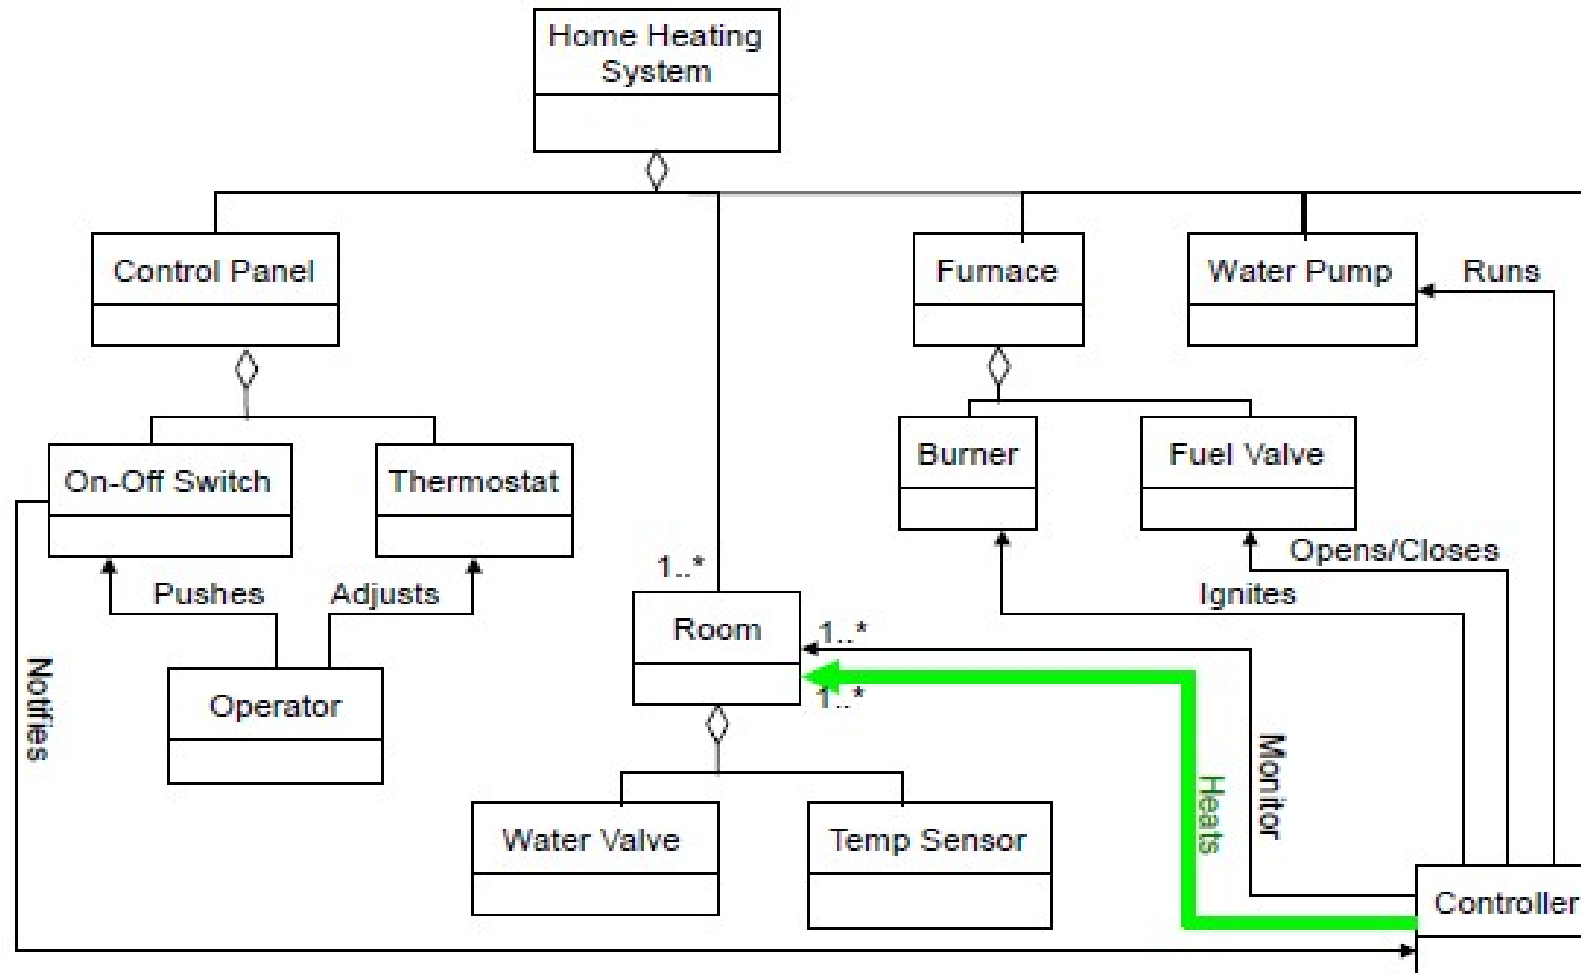 Home Heating
System
Control Panel
Furnace
Water Pump
Runs
On-Off Switch
Thermostat
Burner
Fuel Valve
Opens/Closes
Ignites
Pushes
Adjusts
1..*
Room
1..*
1..*
Notifies
Operator
Monitor
Heats
Water Valve
Temp Sensor
Controller